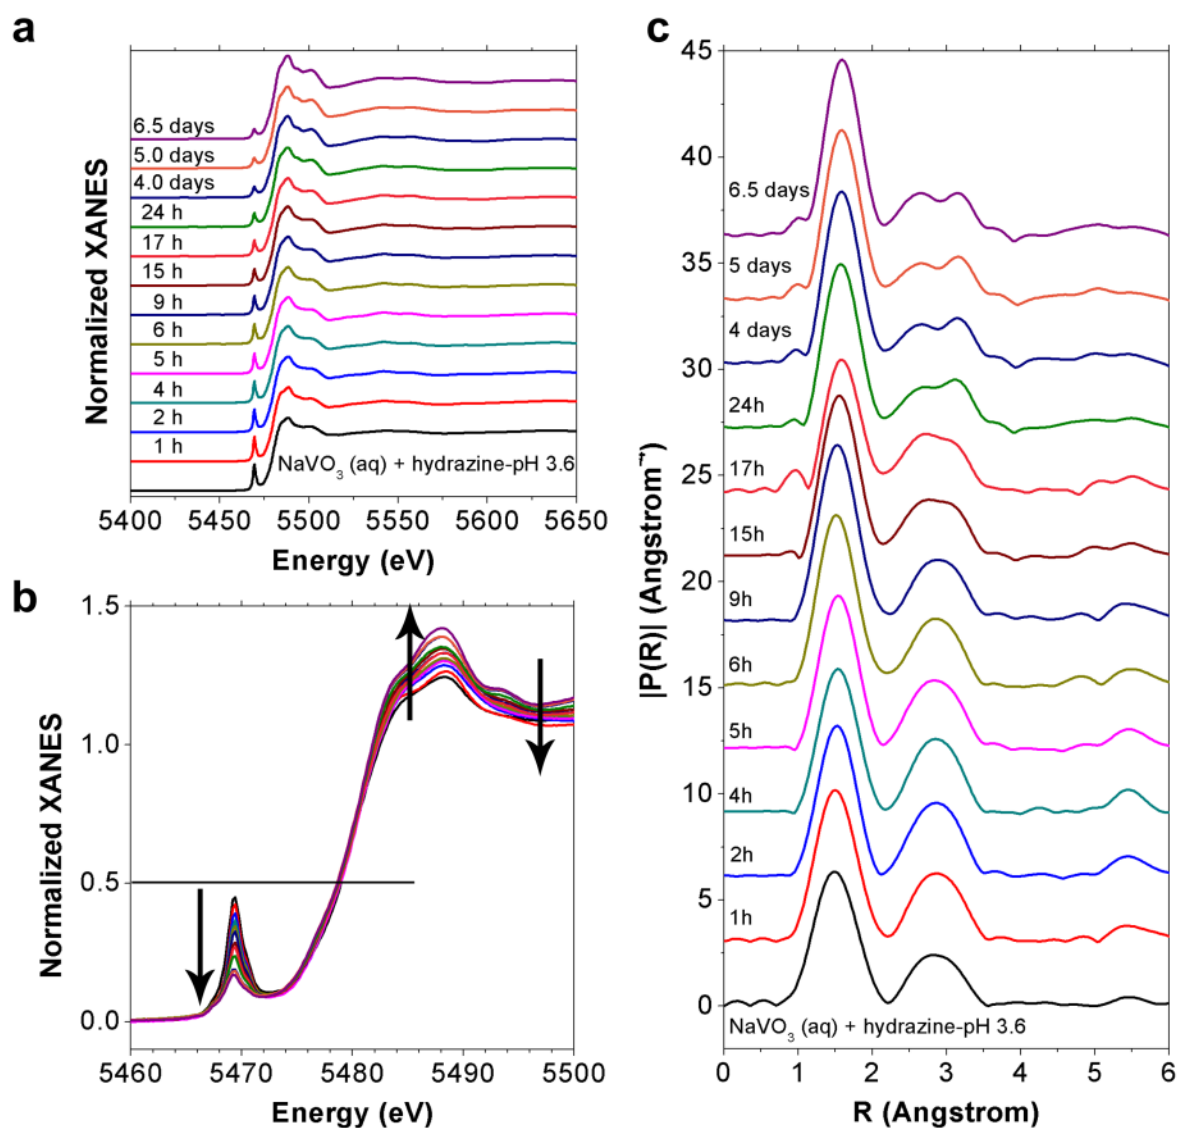 a
Normalized XANES
6.5 days
5.0 days
4.0 days
24 h
17 h
15 h
9 h
6 h
5 h
4 h
2 h
1 h
NaVO₃ (aq) + hydrazine-pH 3.6
5400 5450 5500 5550 5600 5650
Energy (eV)
b
Normalized XANES
1.5
1.0
0.5
0.0
5460 5470 5480 5490 5500
Energy (eV)
c
|P(R)| (Angstrom⁻⁴)
45
40
35
30
25
20
15
10
5
0
6.5 days
5 days
4 days
24h
17h
15h
9h
6h
5h
4h
2h
1h
NaVO₃ (aq) + hydrazine-pH 3.6
0 1 2 3 4 5 6
R (Angstrom)